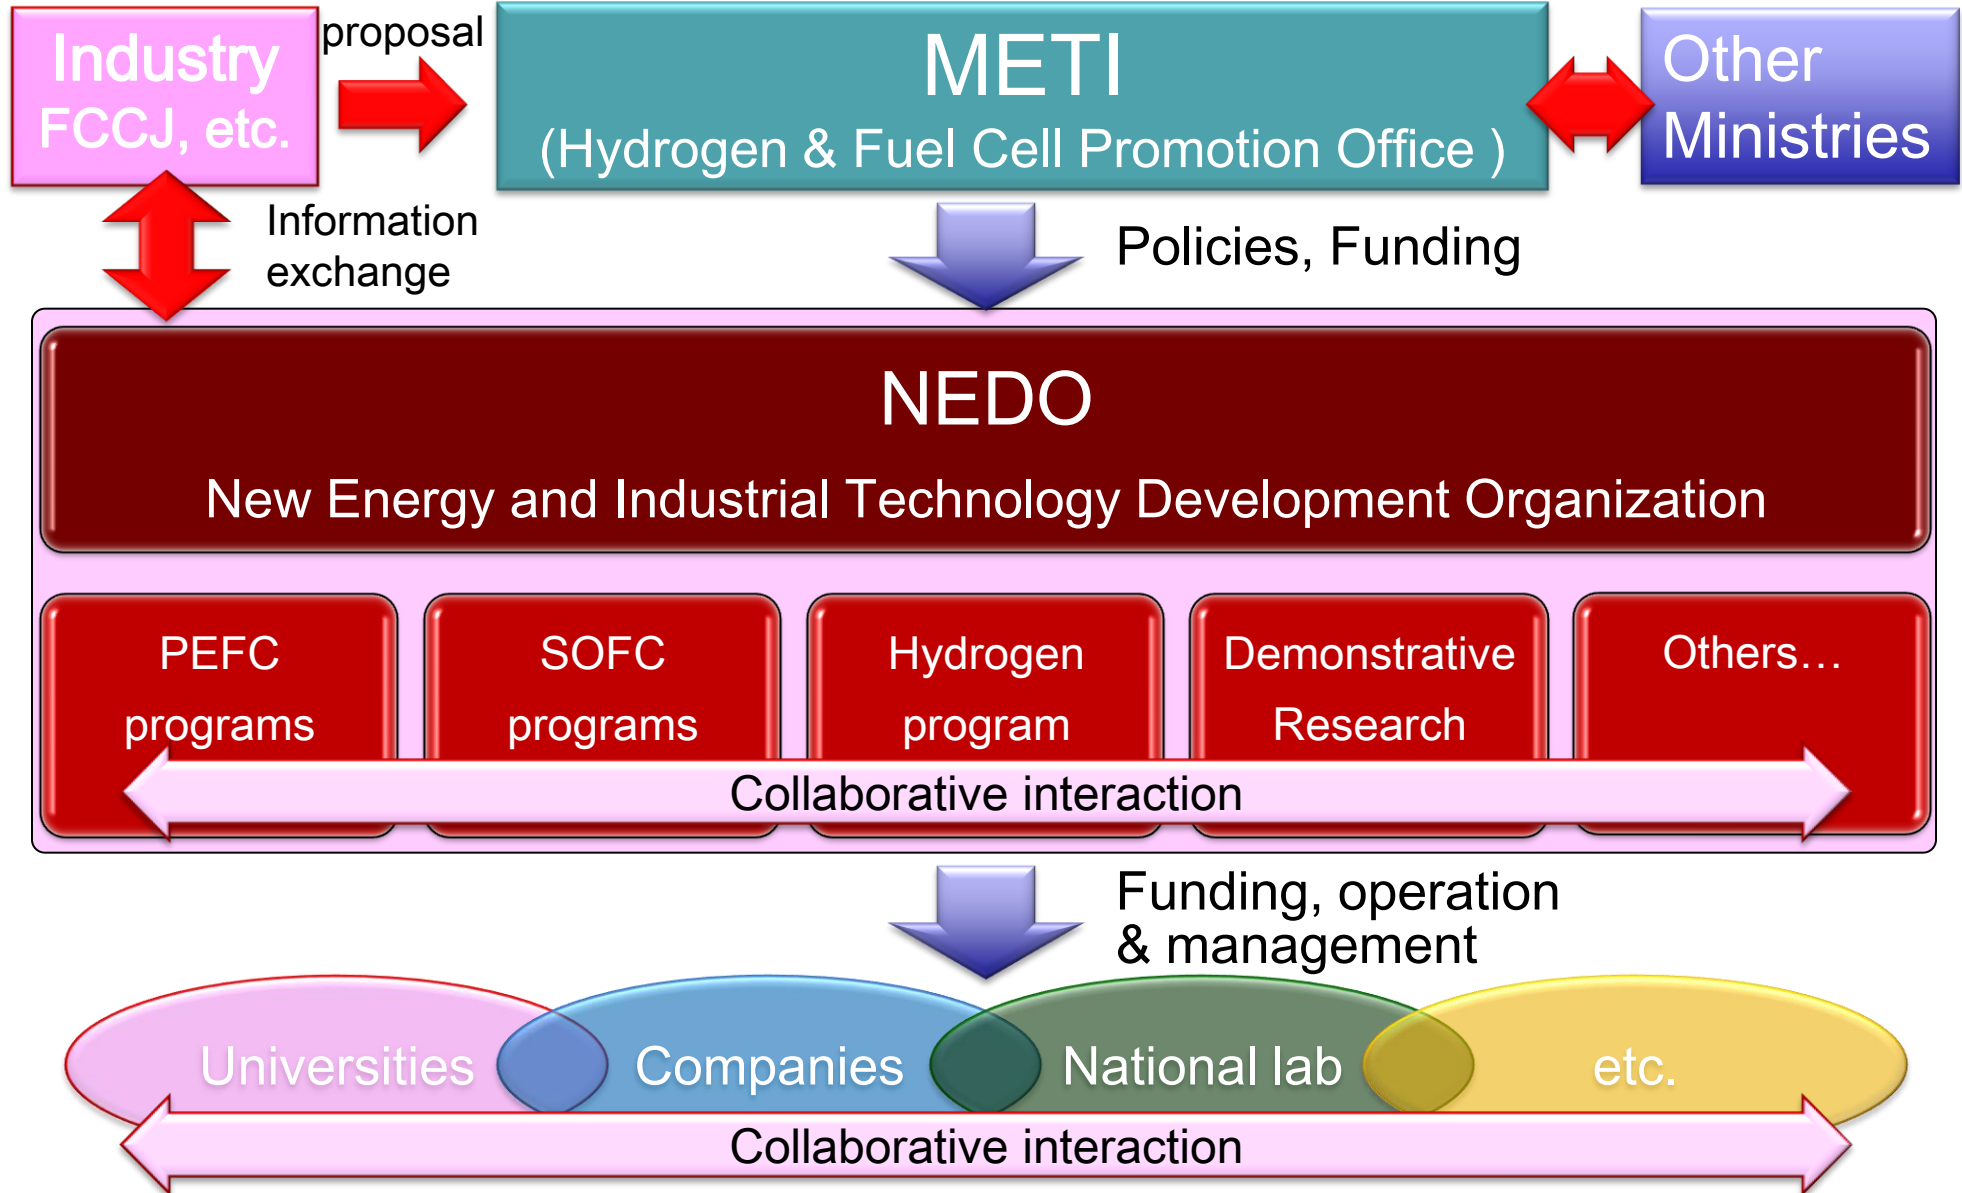 Industry
FCCJ, etc.
proposal
METI
(Hydrogen & Fuel Cell Promotion Office )
Other
Ministries
Information
exchange
Policies, Funding
NEDO
New Energy and Industrial Technology Development Organization
PEFC
programs
SOFC
programs
Hydrogen
program
Demonstrative
Research
Others…
Collaborative interaction
Funding, operation
& management
Universities
Companies
National lab
etc.
Collaborative interaction